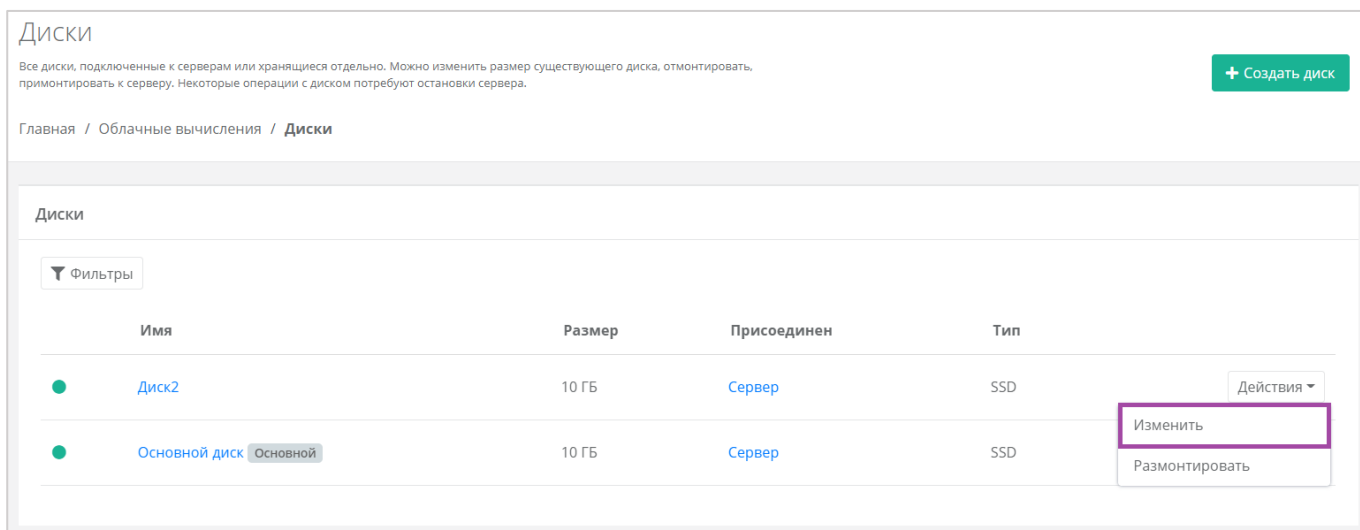 Диски
Все диски, подключенные к серверам или хранящиеся отдельно. Можно изменить размер существующего диска, отмонтировать,
примонтировать к серверу. Некоторые операции с диском потребуют остановки сервера.
+ Создать диск
Главная / Облачные вычисления / Диски
Диски
Фильтры
Имя Размер Присоединен Тип
Диск2 10 ГБ Сервер SSD Действия
Изменить
Основной диск Основной 10 ГБ Сервер SSD
Размонтировать